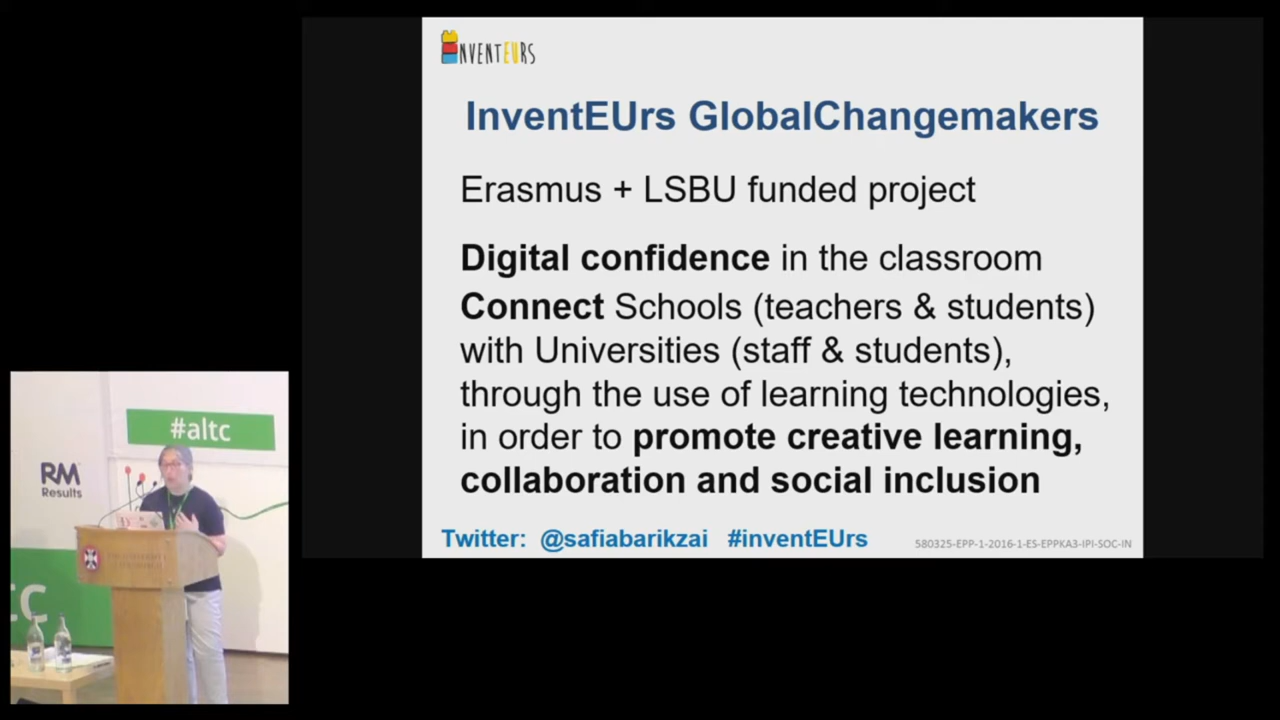 INVENTEURS
InventEUrs GlobalChangemakers
Erasmus + LSBU funded project
Digital confidence in the classroom
Connect Schools (teachers & students)
with Universities (staff & students),
through the use of learning technologies,
in order to promote creative learning,
collaboration and social inclusion
Twitter: @safiabarikzai #inventEUrs
580325-EPP-1-2016-1-ES-EPPKA3-IPI-SOC-IN
#altc
RM
Results